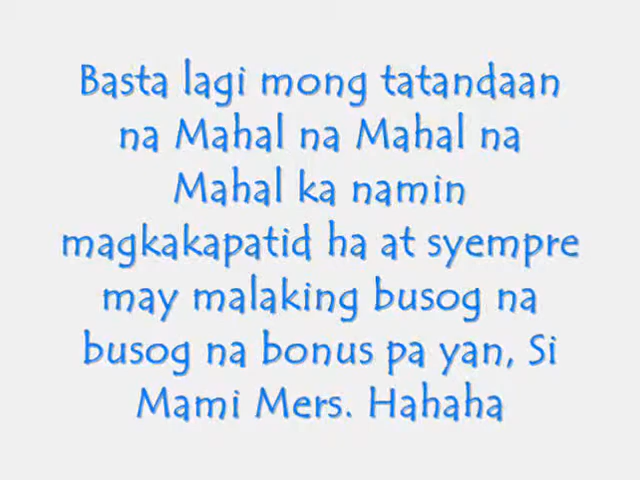 Basta lagi mong tatandaan
na Mahal na Mahal na
Mahal ka namin
magkakapatid ha at syempre
may malaking busog na
busog na bonus pa yan, Si
Mami Mers. Hahaha